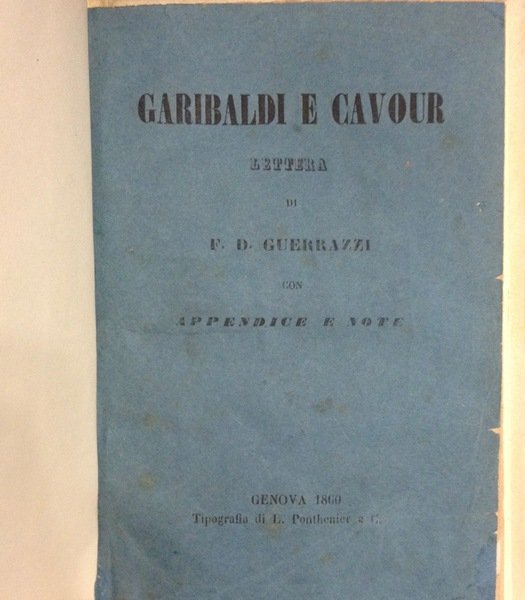 GARIBALDI E CAVOUR
LETTERA
DI
F. D. GUERRAZZI
CON
APPENDICE E NOTE
GENOVA 1860
Tipografia di L. Ponthenier e C.